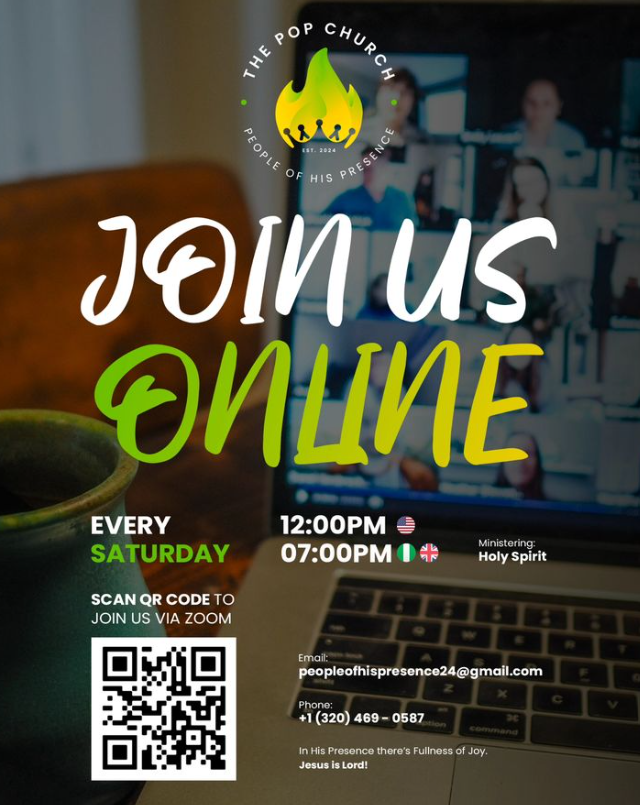 THE POP CHURCH
EST. 2024
PEOPLE OF HIS PRESENCE
JOIN US
ONLINE
EVERY
SATURDAY
12:00PM
07:00PM
Ministering:
Holy Spirit
SCAN QR CODE TO
JOIN US VIA ZOOM
Email:
peopleofhispresence24@gmail.com
Phone:
+1 (320) 469 - 0587
In His Presence there's Fullness of Joy.
Jesus is Lord!
command